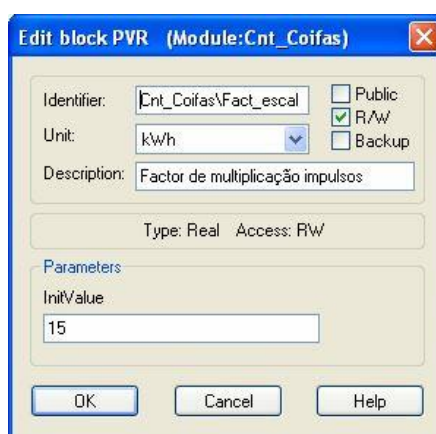 Edit block PVR (Module:Cnt_Coifas)
Identifier: Cnt_Coifas\Fact_escal
Public
R/W
Unit: kWh
Backup
Description: Factor de multiplicação impulsos
Type: Real Access: RW
Parameters
InitValue
15
OK Cancel Help